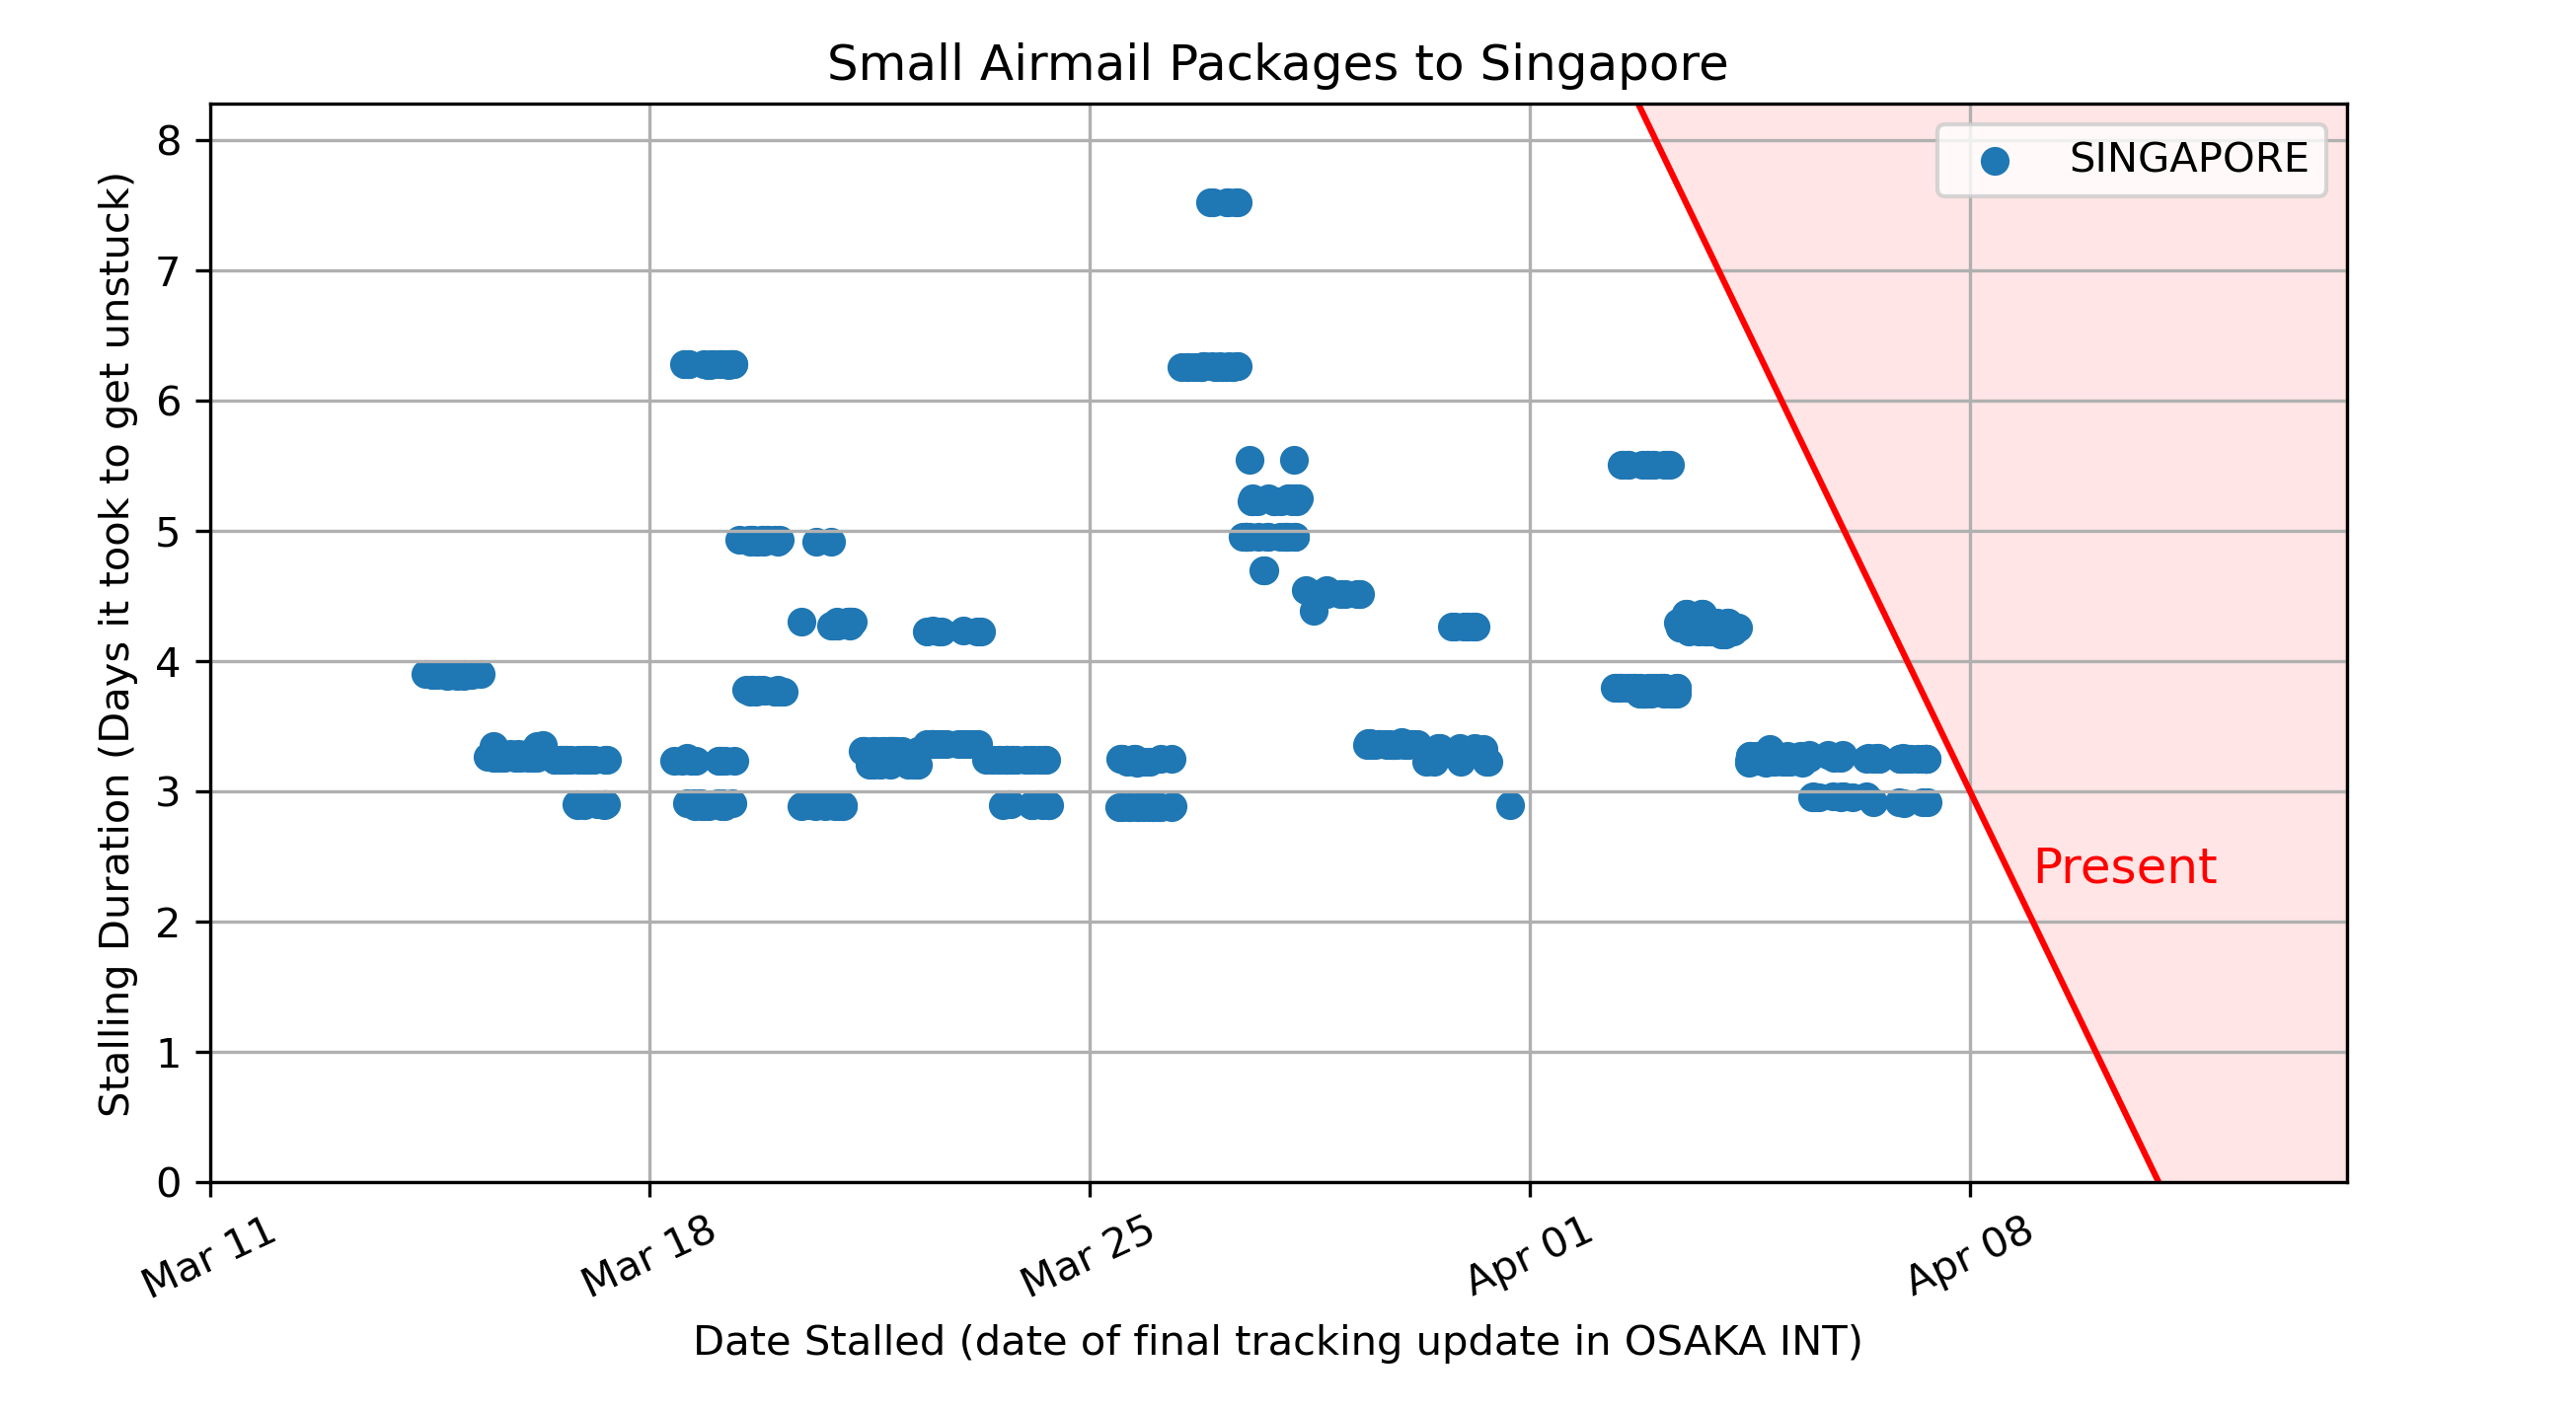 Small Airmail Packages to Singapore
SINGAPORE
Stalling Duration (Days it took to get unstuck)
8
7
6
5
4
3
2
1
0
Present
Mar 11
Mar 18
Mar 25
Apr 01
Apr 08
Date Stalled (date of final tracking update in OSAKA INT)